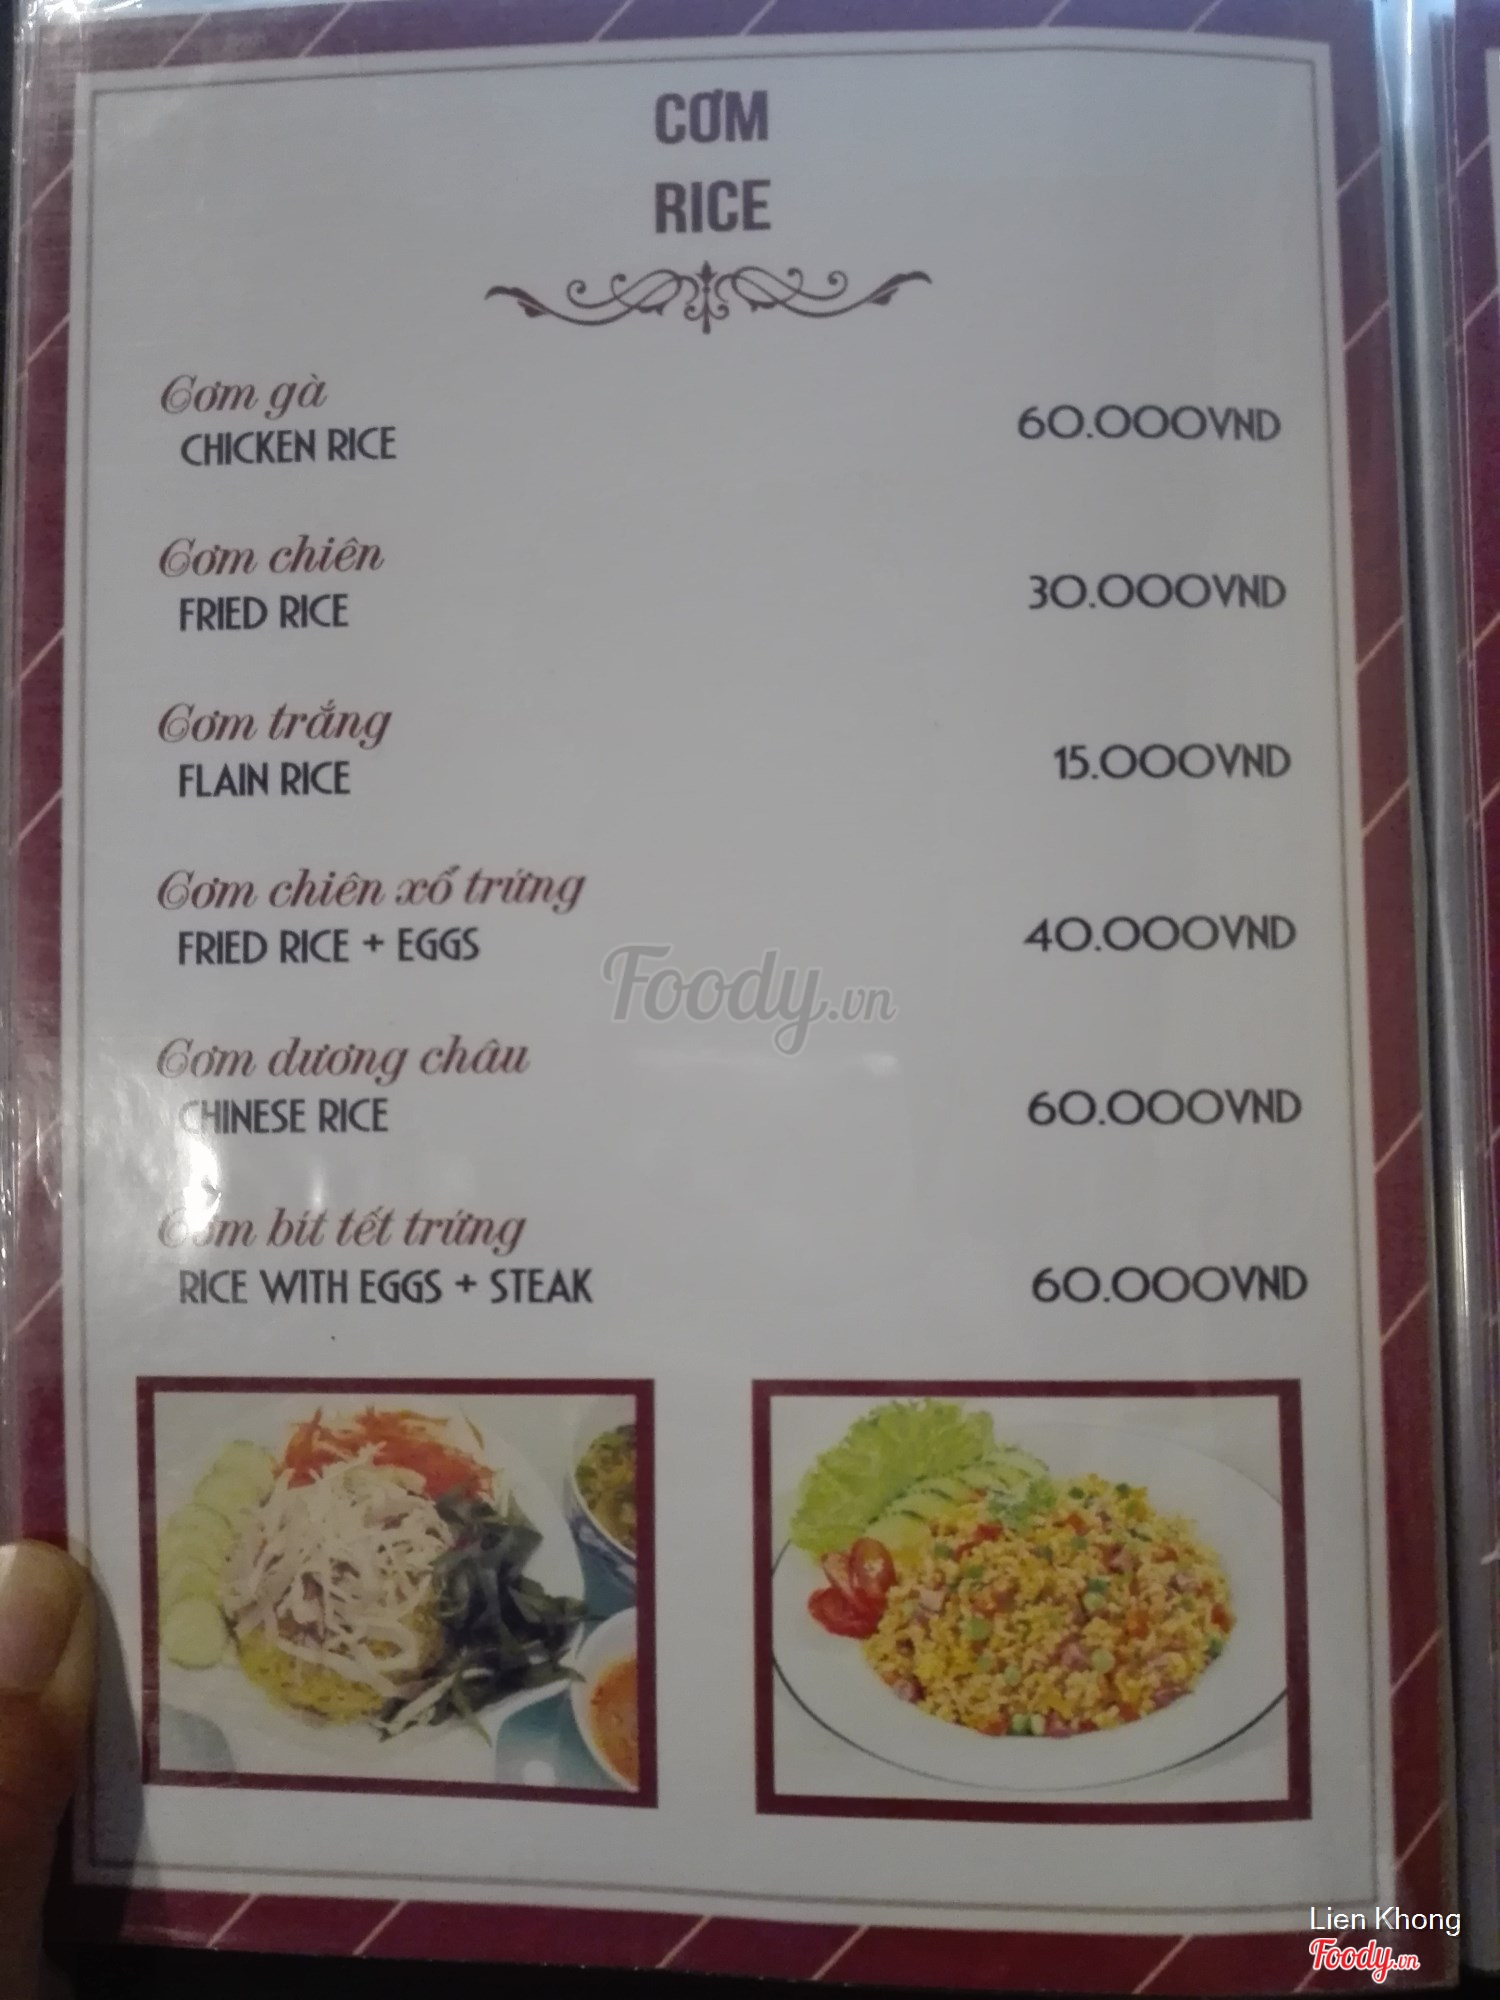 CƠM
RICE
Cơm gà
CHICKEN RICE
60.000VND
Cơm chiên
FRIED RICE
30.000VND
Cơm trắng
FLAIN RICE
15.000VND
Cơm chiên xổ trứng
FRIED RICE + EGGS
40.000VND
Foody.vn
Cơm dương châu
CHINESE RICE
60.000VND
Cơm bít tết trứng
RICE WITH EGGS + STEAK
60.000VND
Lien Khong
Foody.vn